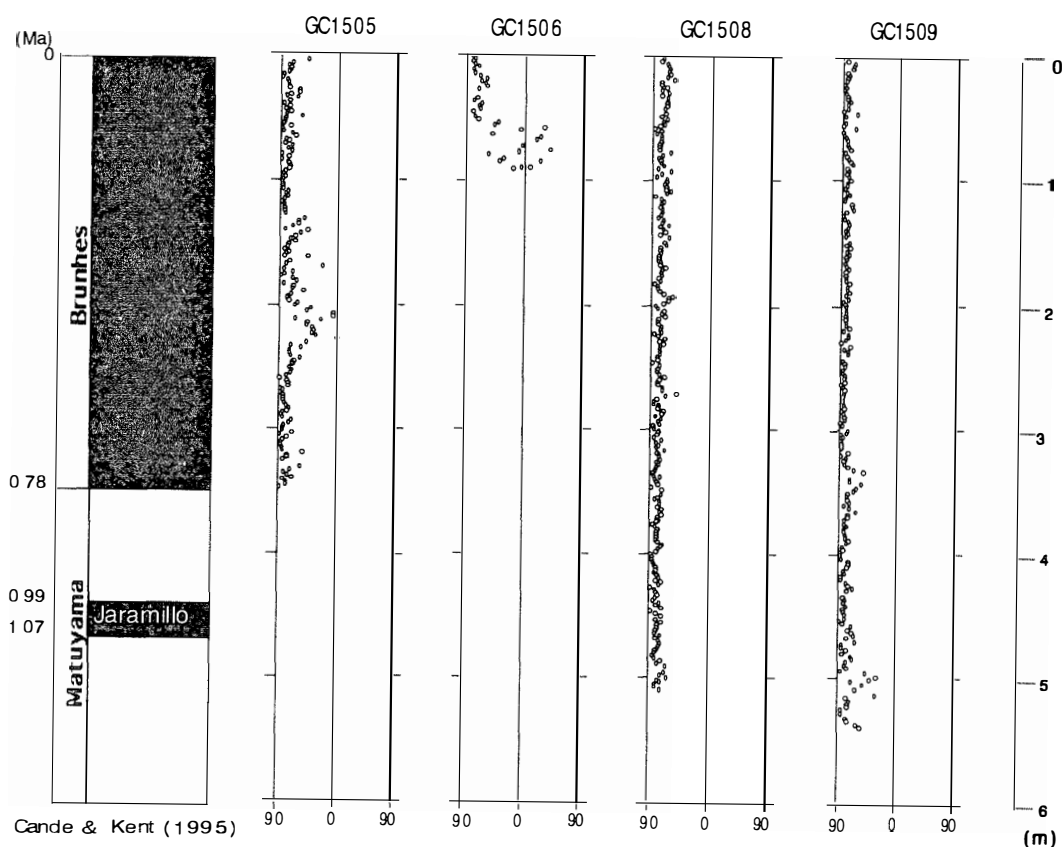 GC1505 GC1506 GC1508 GC1509
(Ma)
0
0
1
Brunhes
2
3
0 78
4
0 99
Jaramillo
1 07
Matuyama
5
6
90 0 90 90 0 90 90 0 90 90 0 90
Cande & Kent (1995)
(m)